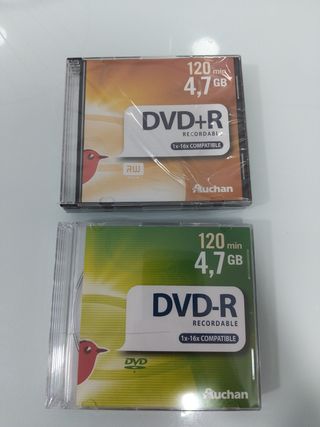 120 min
4,7 GB
DVD+R
RECORDABLE
1x-16x COMPATIBLE
RW
Auchan
120 min
4,7 GB
DVD-R
RECORDABLE
1x-16x COMPATIBLE
DVD
Auchan